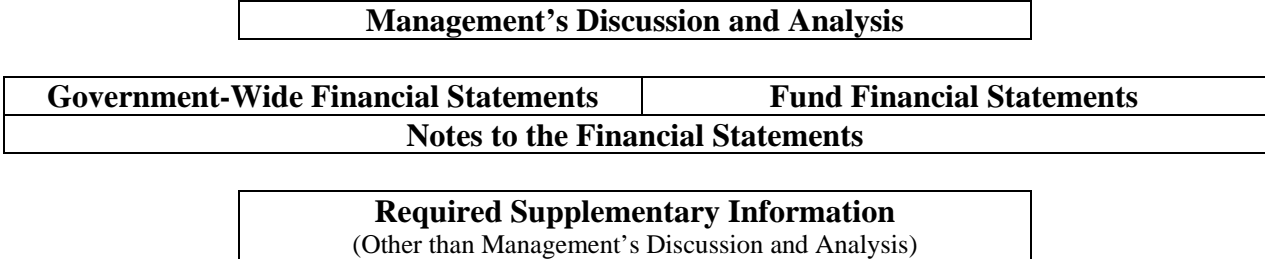 Management’s Discussion and Analysis
Government-Wide Financial Statements
Fund Financial Statements
Notes to the Financial Statements
Required Supplementary Information
(Other than Management’s Discussion and Analysis)